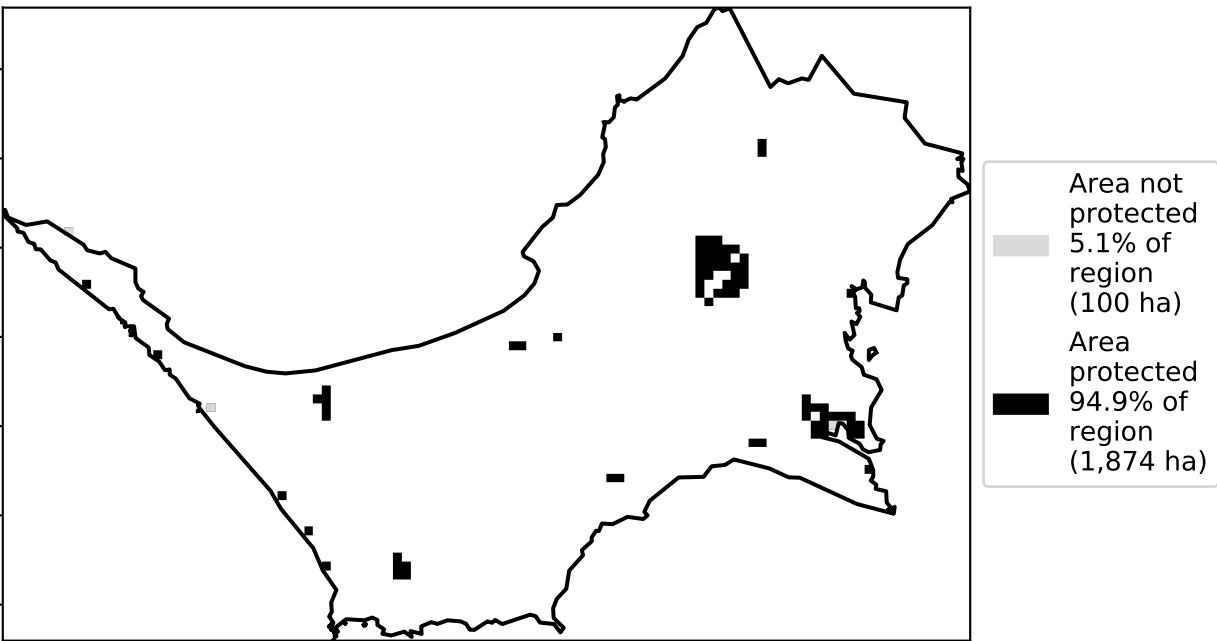 Area not
protected
5.1% of
region
(100 ha)
Area
protected
94.9% of
region
(1,874 ha)